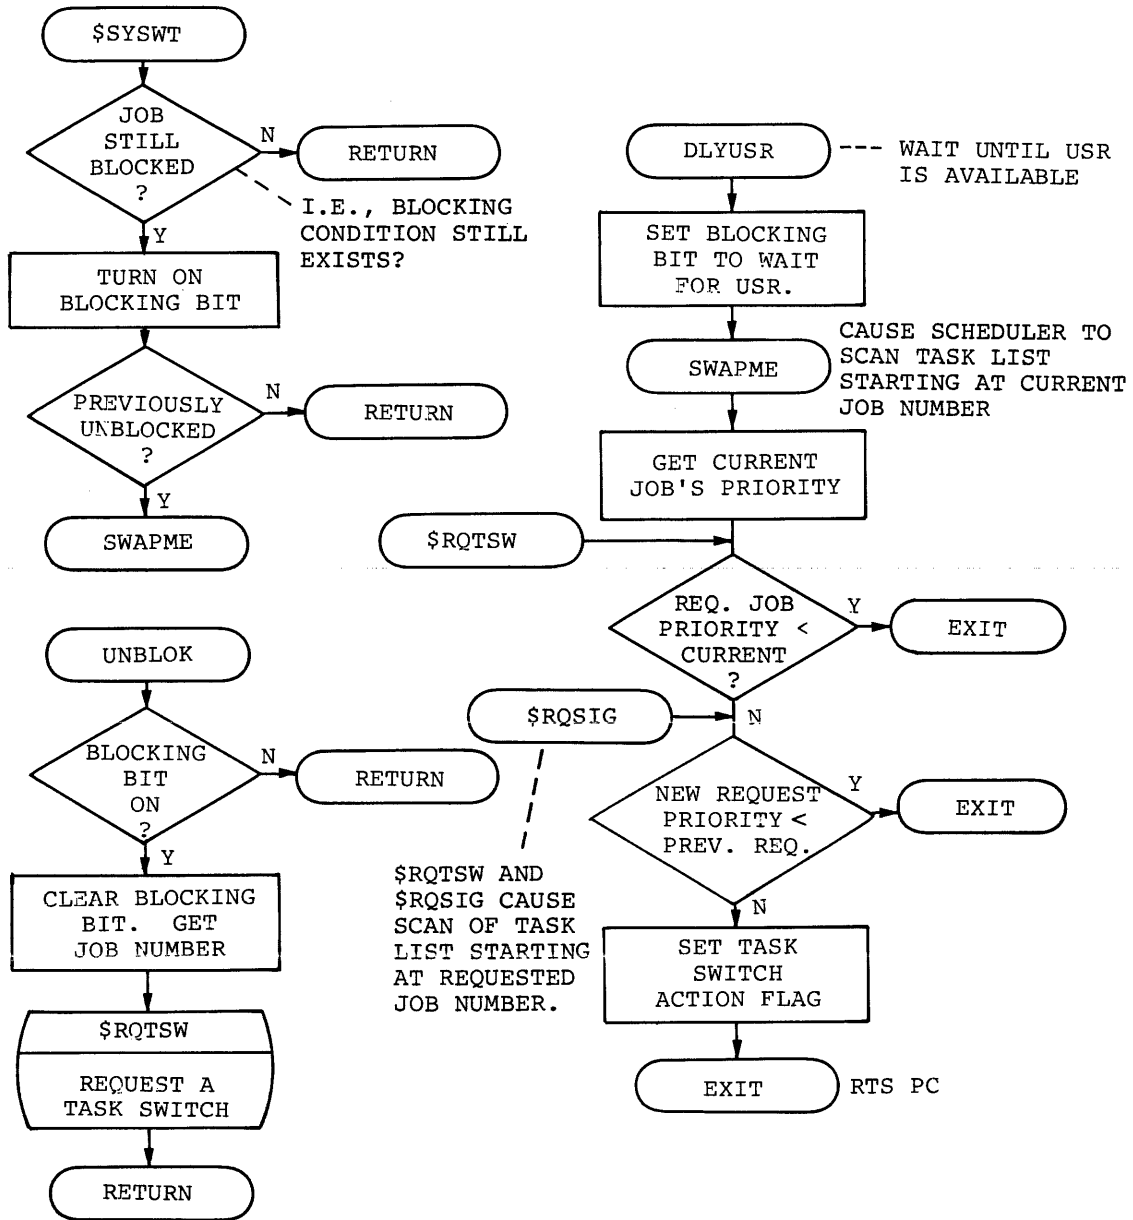 $SYSWT
JOB
STILL
BLOCKED
?
N
RETURN
I.E., BLOCKING
CONDITION STILL
EXISTS?
Y
TURN ON
BLOCKING BIT
PREVIOUSLY
UNBLOCKED
?
N
RETURN
Y
SWAPME
UNBLOK
BLOCKING
BIT
ON
?
N
RETURN
Y
CLEAR BLOCKING
BIT. GET
JOB NUMBER
$RQTSW
REQUEST A
TASK SWITCH
RETURN
DLYUSR
WAIT UNTIL USR
IS AVAILABLE
SET BLOCKING
BIT TO WAIT
FOR USR.
SWAPME
CAUSE SCHEDULER TO
SCAN TASK LIST
STARTING AT CURRENT
JOB NUMBER
GET CURRENT
JOB'S PRIORITY
$RQTSW
REQ. JOB
PRIORITY <
CURRENT
?
Y
EXIT
N
$RQSIG
$RQTSW AND
$RQSIG CAUSE
SCAN OF TASK
LIST STARTING
AT REQUESTED
JOB NUMBER.
NEW REQUEST
PRIORITY <
PREV. REQ.
Y
EXIT
N
SET TASK
SWITCH
ACTION FLAG
EXIT
RTS PC